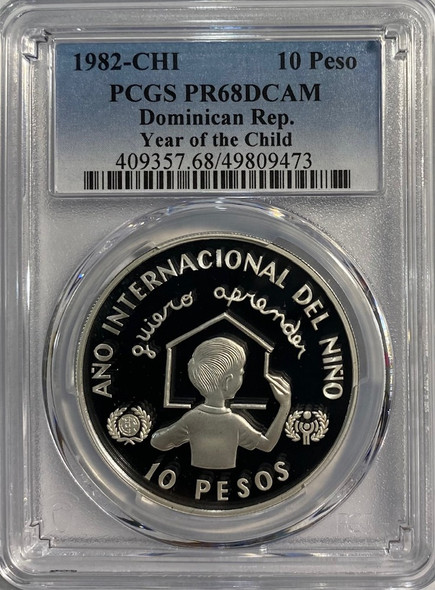 1982-CHI 10 Peso
PCGS PR68DCAM
Dominican Rep.
Year of the Child
409357.68/49809473
AÑO INTERNACIONAL DEL NIÑO
quiero aprender
10 PESOS